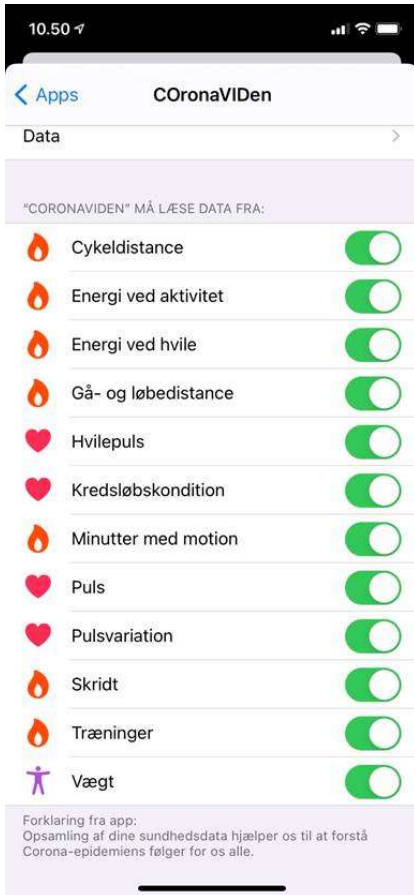 10.50
Apps
COronaVIDen
Data
"CORONAVIDEN" MÅ LÆSE DATA FRA:
Cykeldistance
Energi ved aktivitet
Energi ved hvile
Gå- og løbedistance
Hvilepuls
Kredsløbskondition
Minutter med motion
Puls
Pulsvariation
Skridt
Træninger
Vægt
Forklaring fra app:
Opsamling af dine sundhedsdata hjælper os til at forstå
Corona-epidemiens følger for os alle.